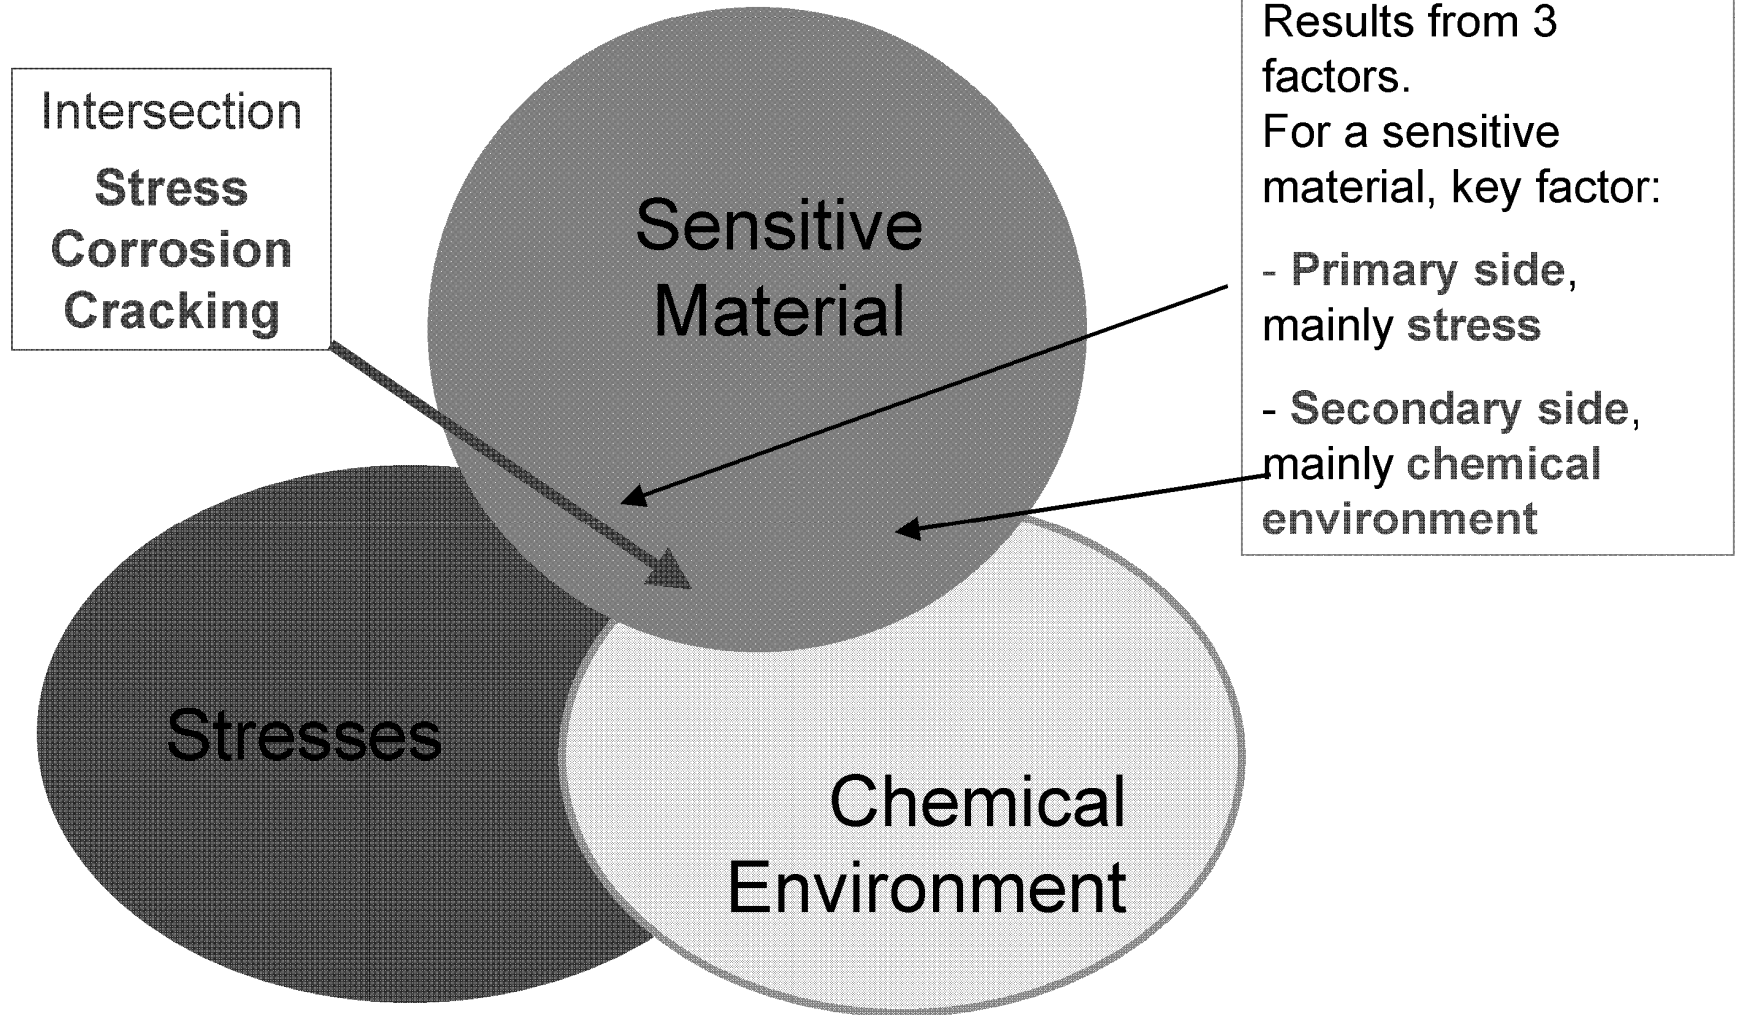 Intersection
Stress
Corrosion
Cracking
Sensitive
Material
Results from 3
factors.
For a sensitive
material, key factor:
- Primary side,
mainly stress
- Secondary side,
mainly chemical
environment
Stresses
Chemical
Environment